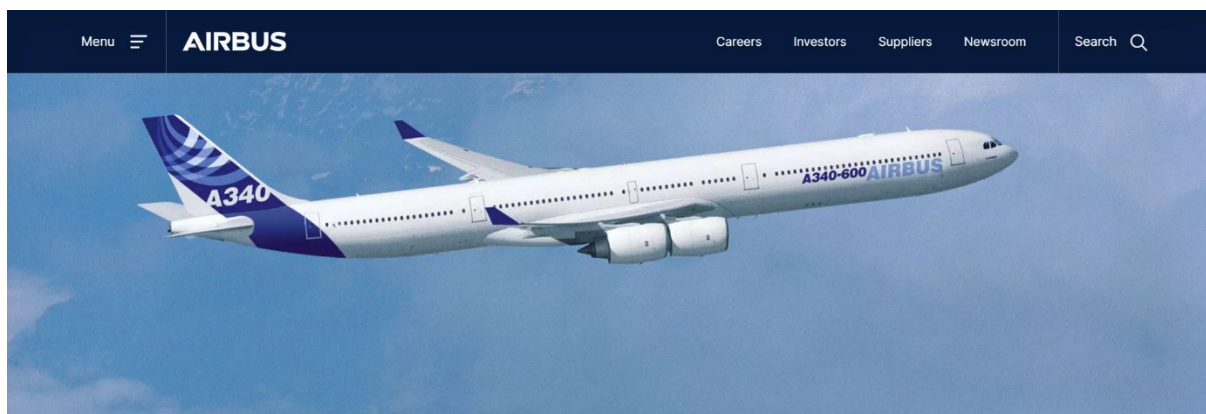 Menu AIRBUS Careers Investors Suppliers Newsroom Search
A340
A340-600 AIRBUS